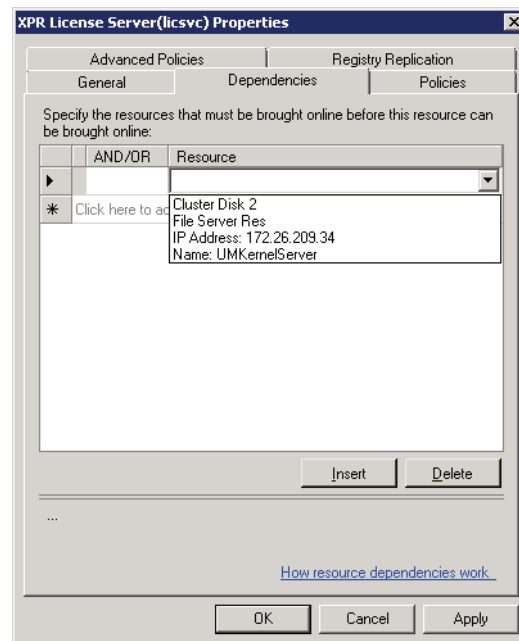 XPR License Server(licsvc) Properties
Advanced Policies Registry Replication
General Dependencies Policies
Specify the resources that must be brought online before this resource can
be brought online:
AND/OR Resource
Click here to ad
Cluster Disk 2
File Server Res
IP Address: 172.26.209.34
Name: UMKernelServer
Insert Delete
...
How resource dependencies work
OK Cancel Apply